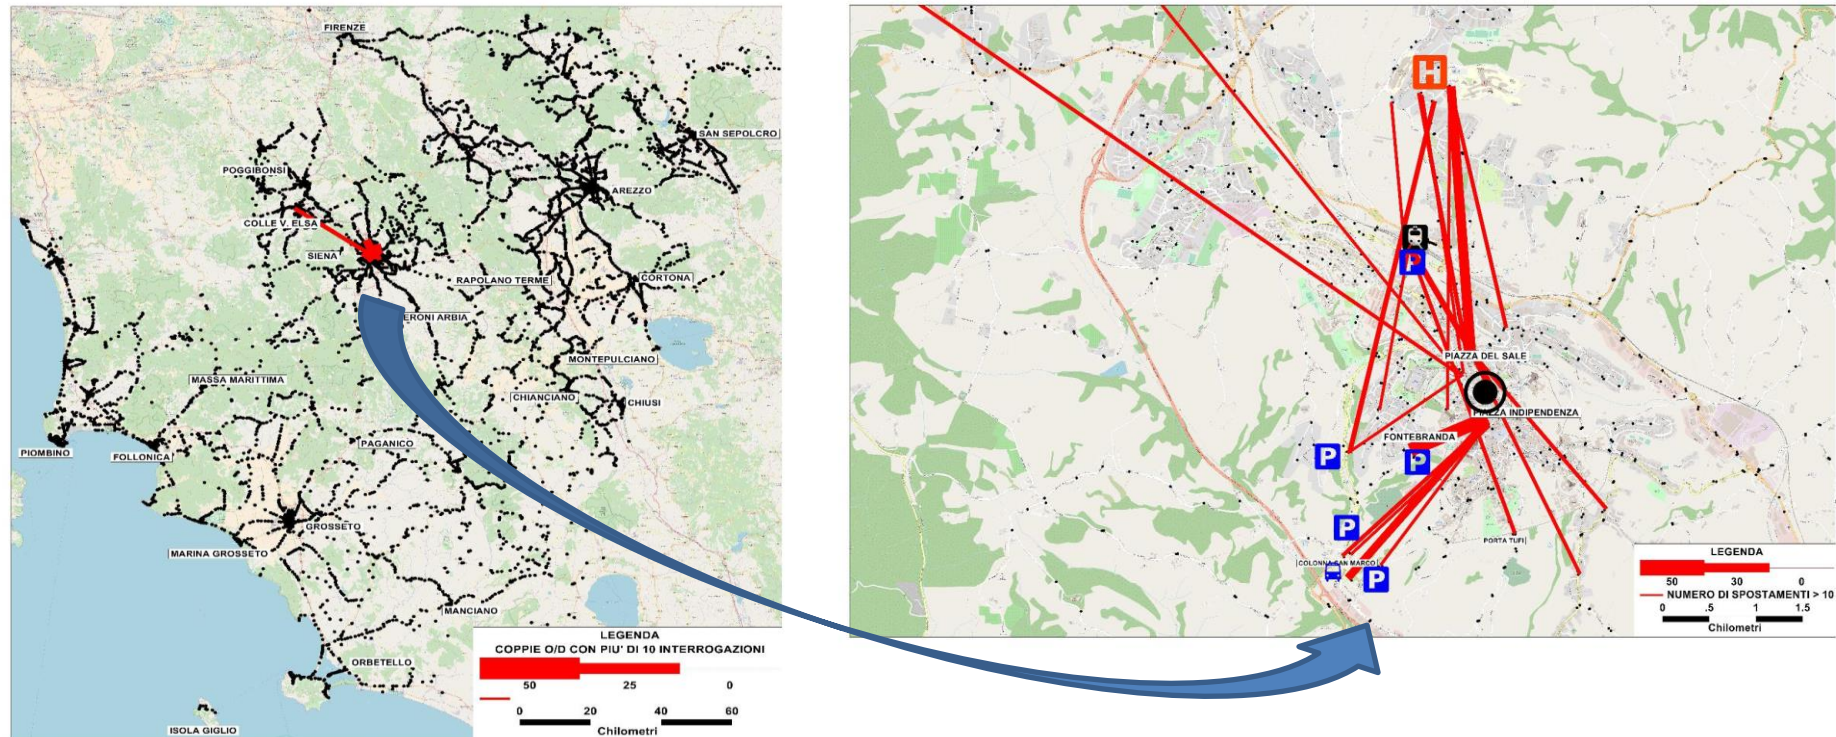 FIRENZE
SAN SEPOLCRO
POGGIBONSI
AREZZO
COLLE V. ELSA
SIENA
RAPOLANO TERME
CORTONA
ERONI ARBIA
MONTEPULCIANO
MASSA MARITTIMA
CHIANCIANO
CHIUSI
PIOMBINO
FOLLONICA
PAGANICO
GROSSETO
MARINA GROSSETO
MANCIANO
ORBETELLO
ISOLA GIGLIO
LEGENDA
COPPIE O/D CON PIU' DI 10 INTERROGAZIONI
50 25 0
0 20 40 60
Chilometri
H
P
PIAZZA DEL SALE
PIAZZA INDIPENDENZA
FONTEBRANDA
P
P
P
PORTA TUFI
COLONNA SAN MARCO
P
LEGENDA
50 30 0
NUMERO DI SPOSTAMENTI > 10
0 .5 1 1.5
Chilometri